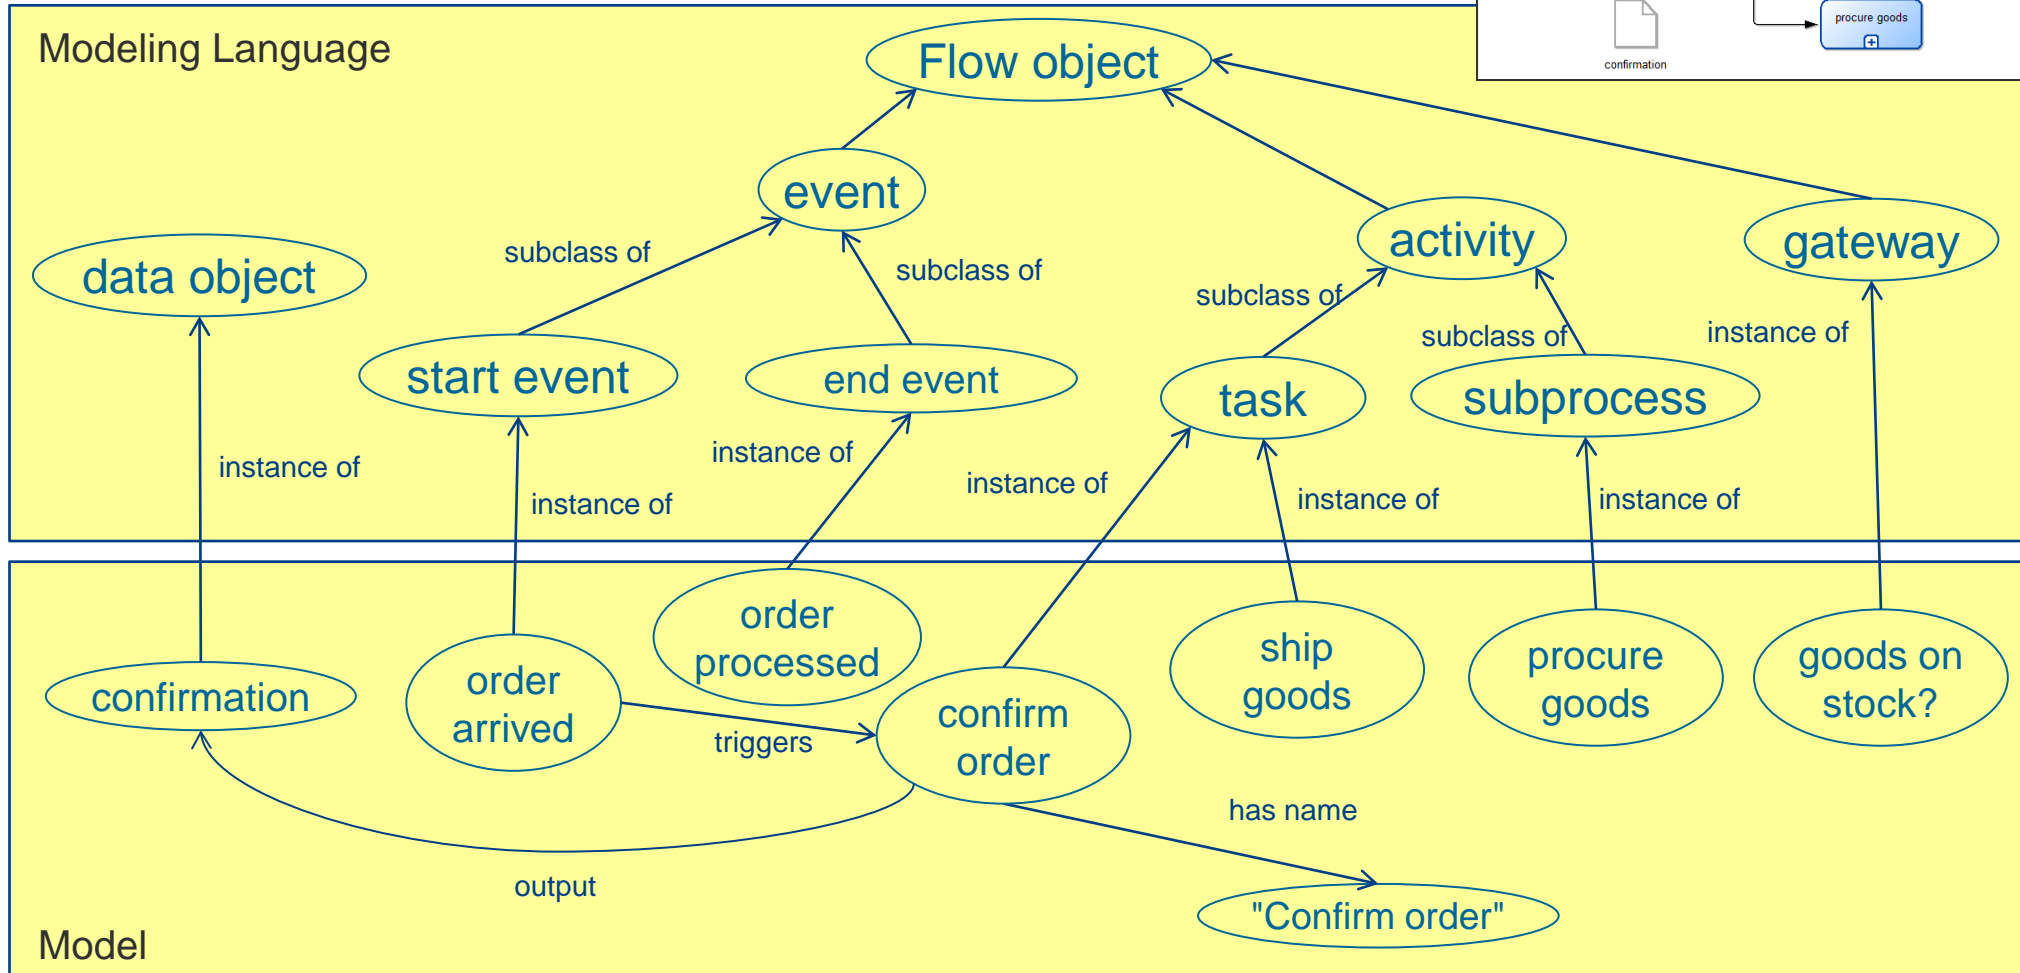 Modeling Language
procure goods
confirmation
Flow object
event
activity
gateway
data object
subclass of
subclass of
subclass of
subclass of
instance of
start event
end event
task
subprocess
instance of
instance of
instance of
instance of
instance of
instance of
order
processed
ship
goods
procure
goods
goods on
stock?
confirmation
order
arrived
confirm
order
triggers
has name
output
"Confirm order"
Model